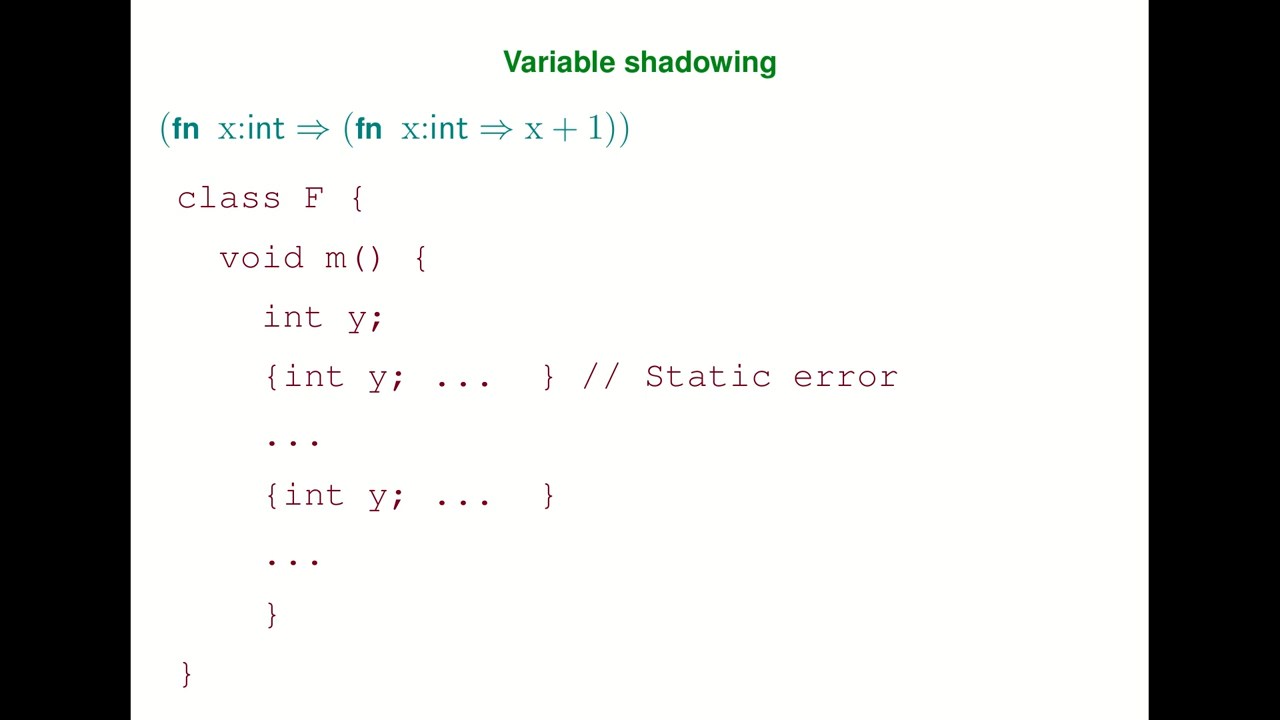 Variable shadowing
(fn x:int ⇒ (fn x:int ⇒ x + 1))
class F {
void m() {
int y;
{int y; ... } // Static error
...
{int y; ... }
...
}
}